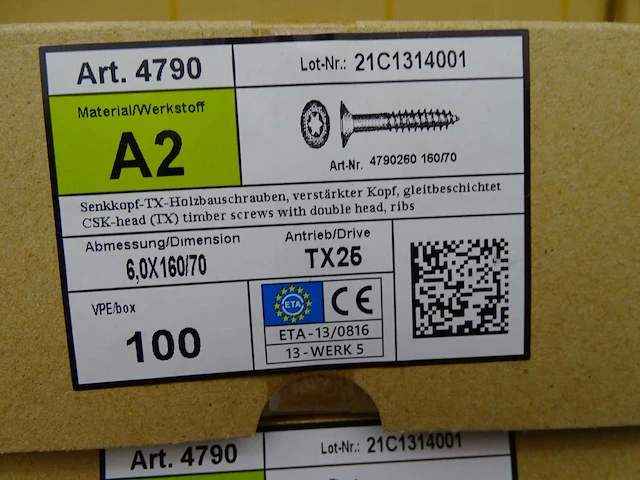 Art. 4790
Lot-Nr.: 21C1314001
Material/Werkstoff
A2
Art-Nr. 4790260 160/70
Senkkopf-TX-Holzbauschrauben, verstärkter Kopf, gleitbeschichtet
CSK-head (TX) timber screws with double head, ribs
Abmessung/Dimension
6,0X160/70
Antrieb/Drive
TX25
VPE/box
100
ETA
CE
ETA-13/0816
13-WERK 5
Art. 4790
Lot-Nr.: 21C1314001